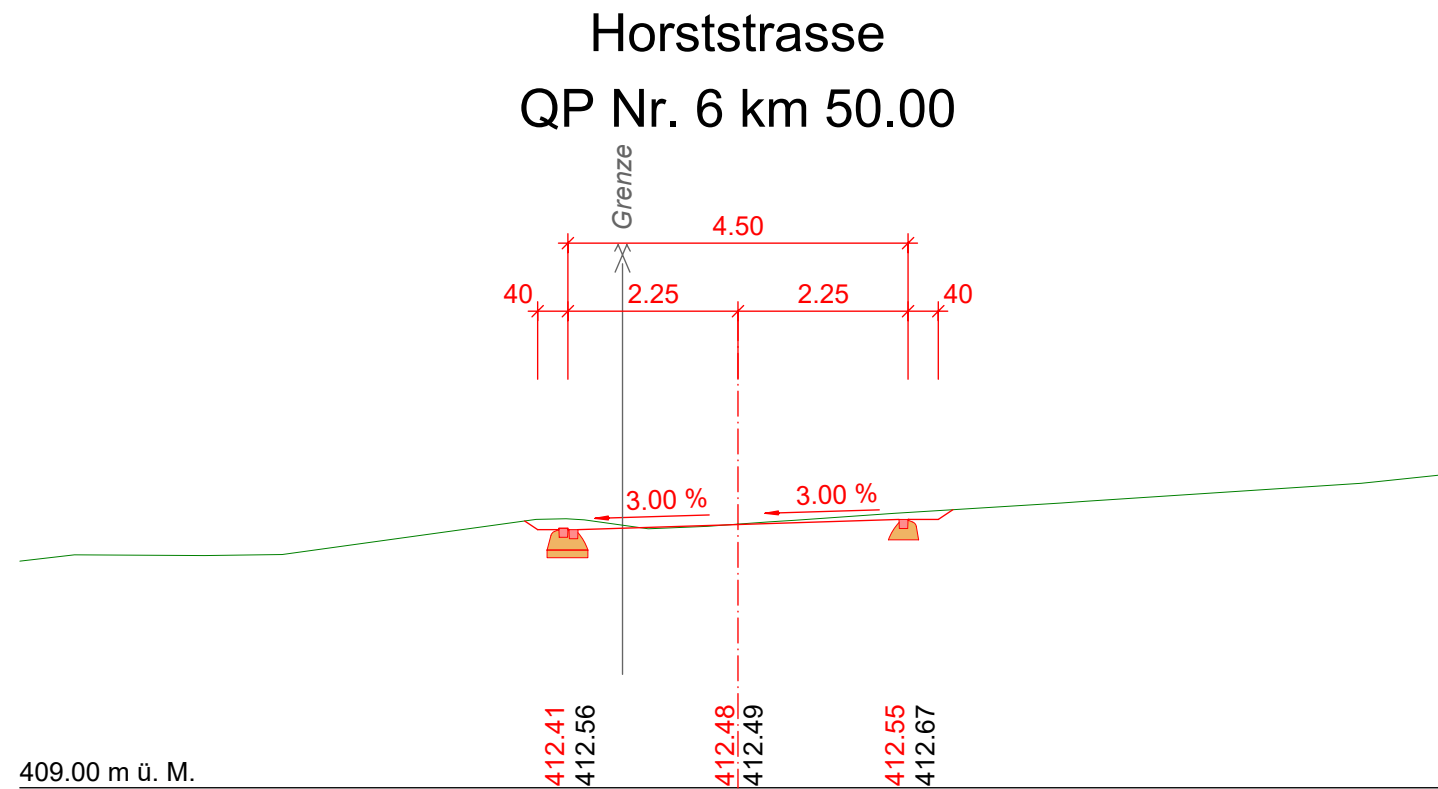 Horststrasse
QP Nr. 6 km 50.00
Grenze
4.50
40 2.25 2.25 40
3.00 % 3.00 %
412.41 412.56 412.48 412.49 412.55 412.67
409.00 m ü. M.